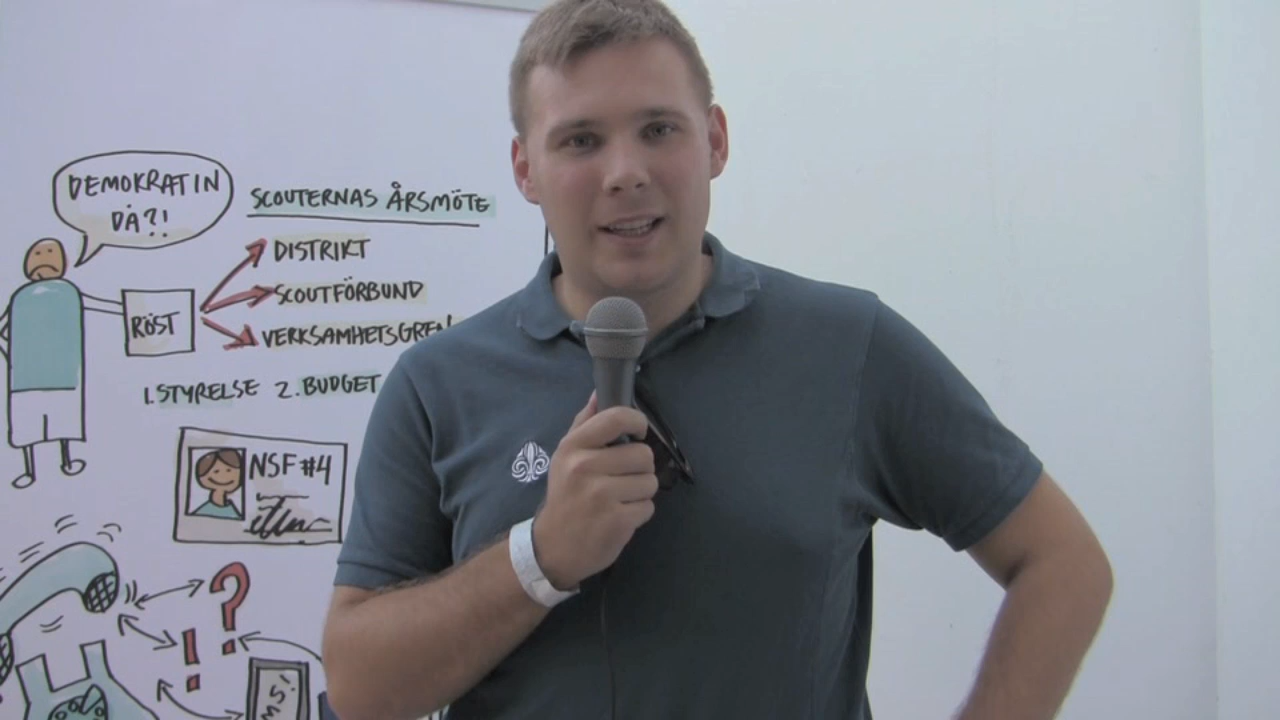 DEMOKRATIN
DÅ?!
SCOUTERNAS ÅRSMÖTE
DISTRIKT
SCOUTFÖRBUND
RÖST
VERKSAMHETSGREN
1. STYRELSE 2. BUDGET
NSF #4
?
!